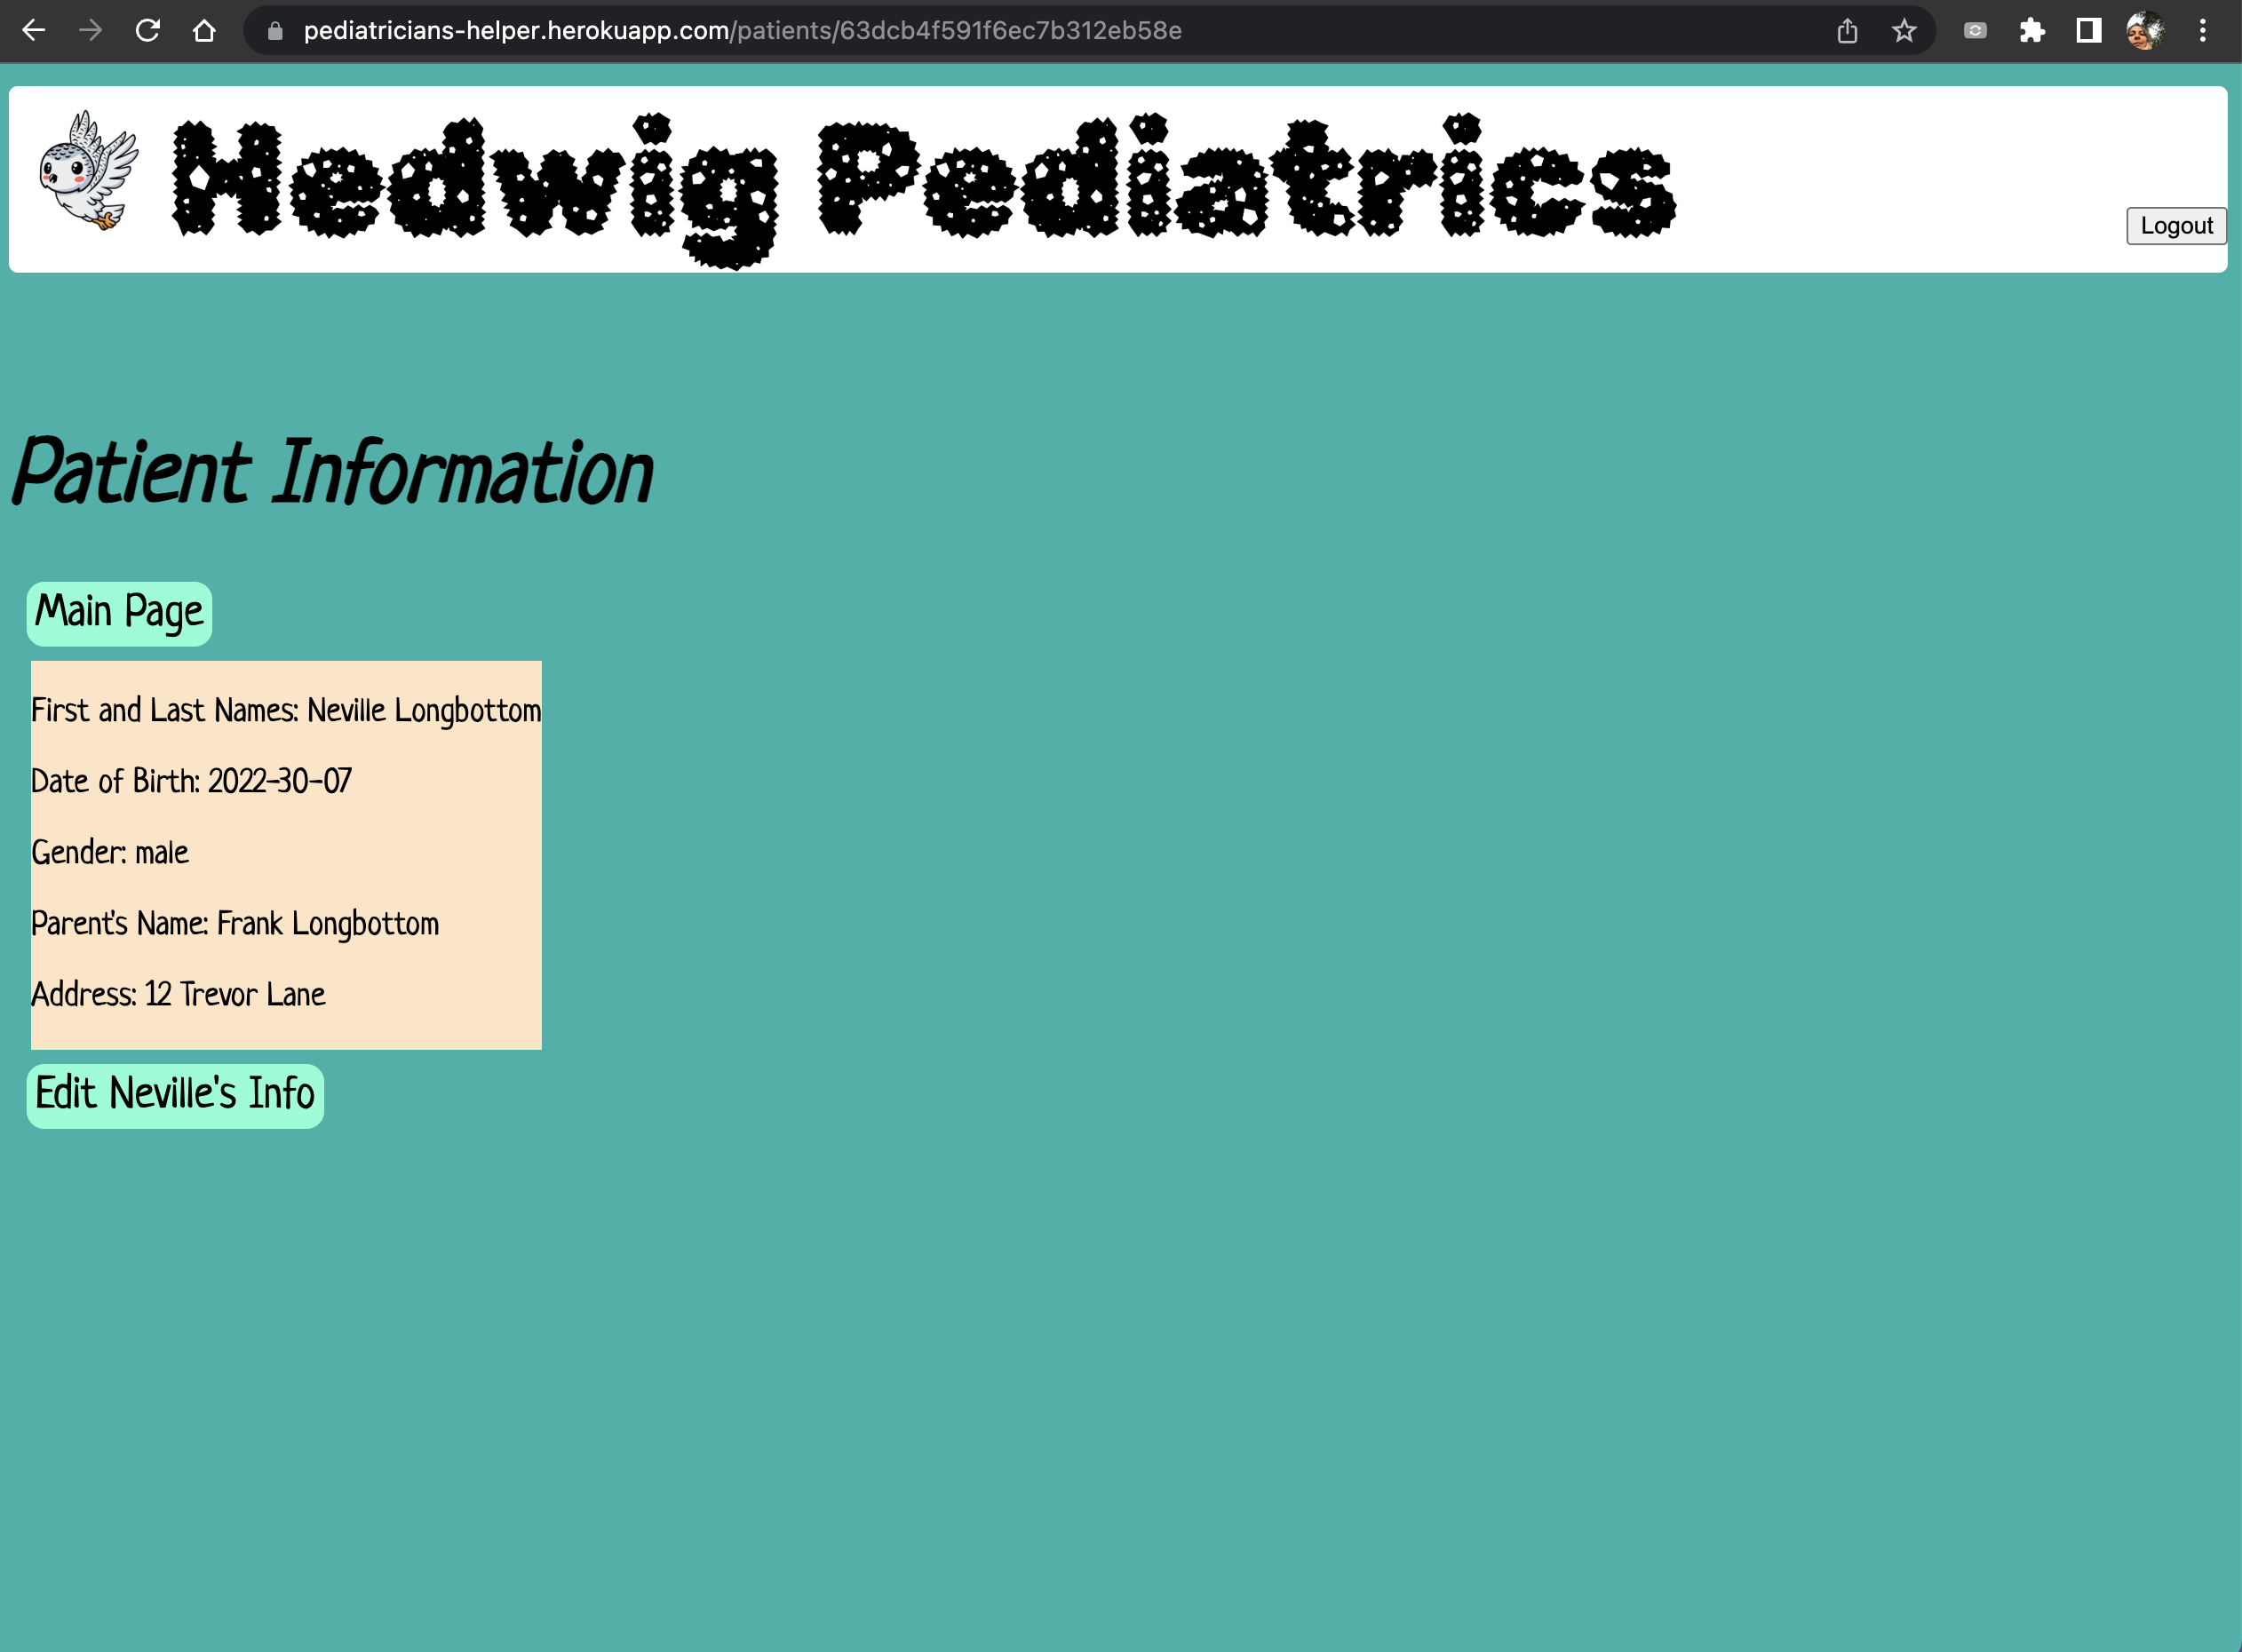 pediatricians-helper.herokuapp.com/patients/63dcb4f591f6ec7b312eb58e
Hedwig Pediatrics
Logout
Patient Information
Main Page
First and Last Names: Neville Longbottom
Date of Birth: 2022-30-07
Gender: male
Parent's Name: Frank Longbottom
Address: 12 Trevor Lane
Edit Neville's Info